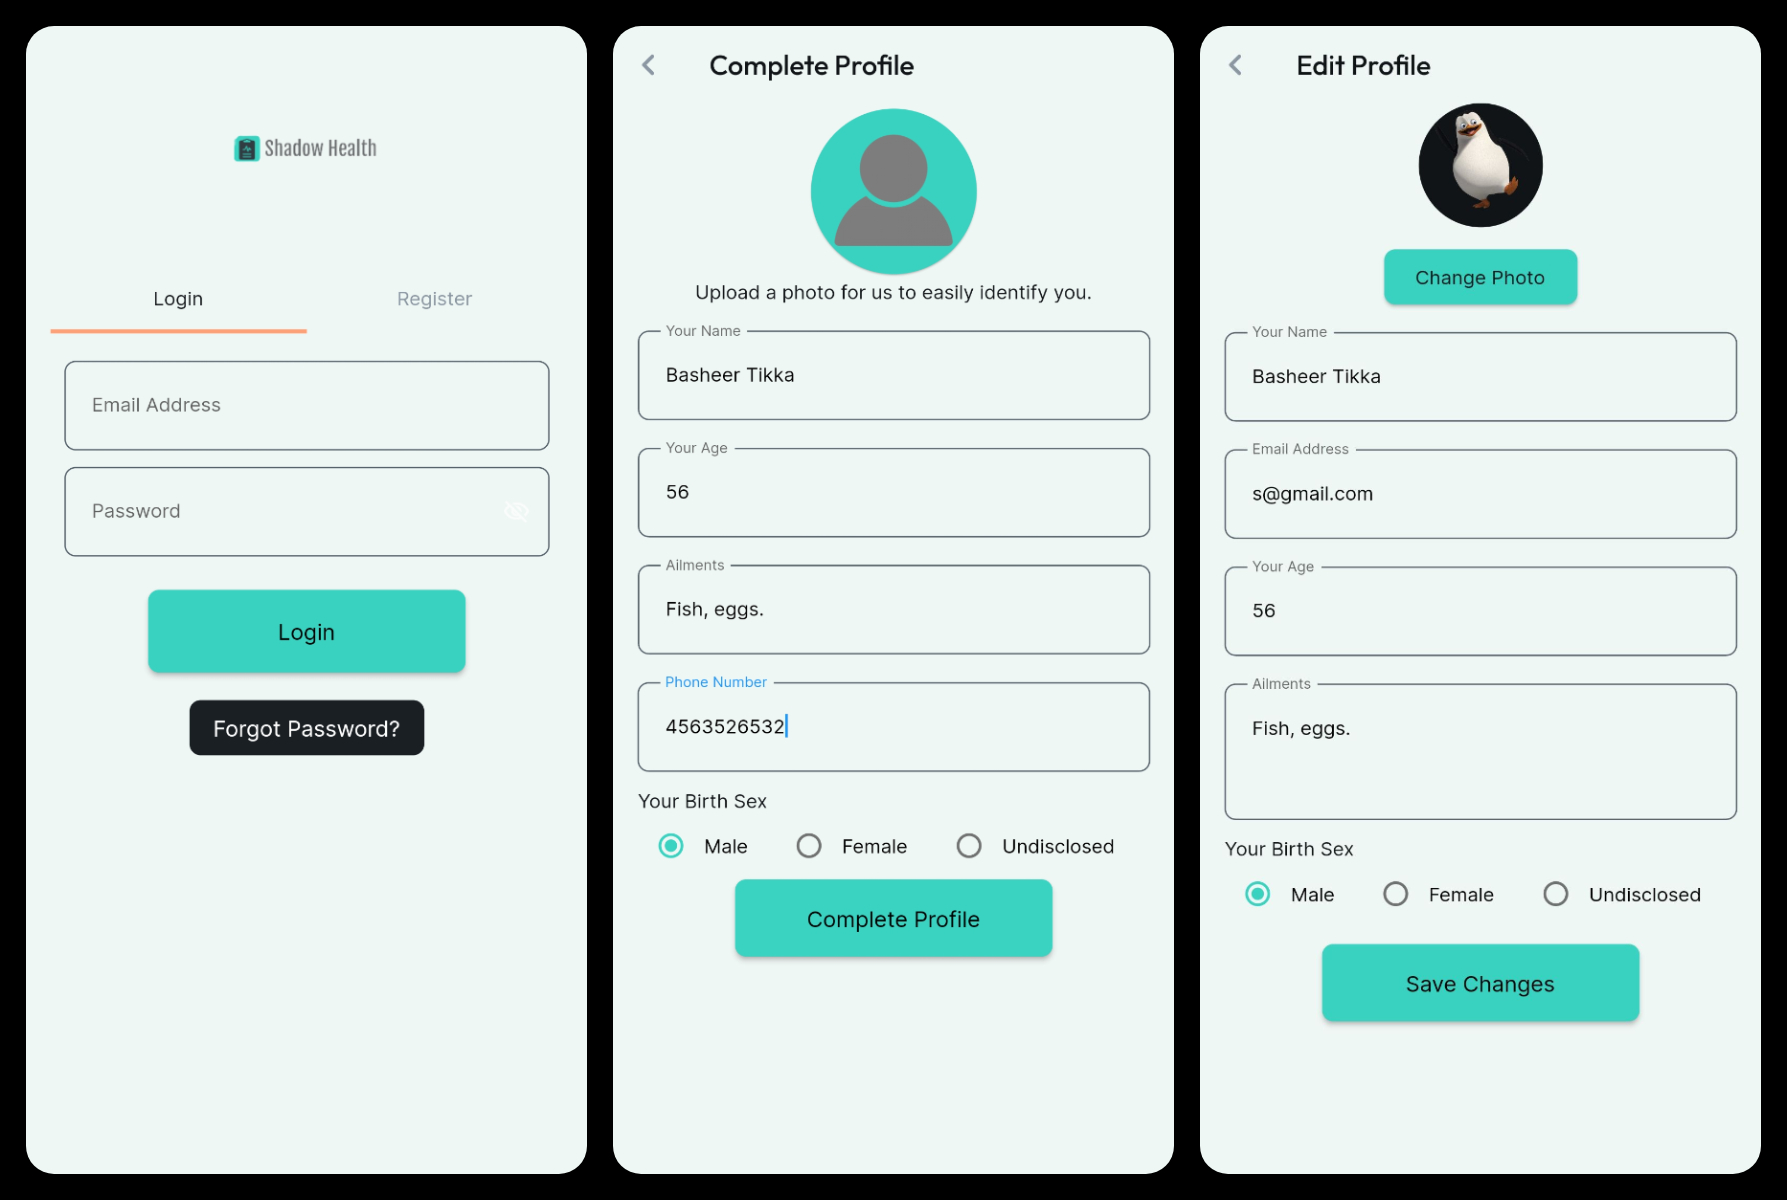 Shadow Health
Login
Register
Email Address
Password
Login
Forgot Password?
Complete Profile
Upload a photo for us to easily identify you.
Your Name
Basheer Tikka
Your Age
56
Ailments
Fish, eggs.
Phone Number
4563526532
Your Birth Sex
Male
Female
Undisclosed
Complete Profile
Edit Profile
Change Photo
Your Name
Basheer Tikka
Email Address
s@gmail.com
Your Age
56
Ailments
Fish, eggs.
Your Birth Sex
Male
Female
Undisclosed
Save Changes